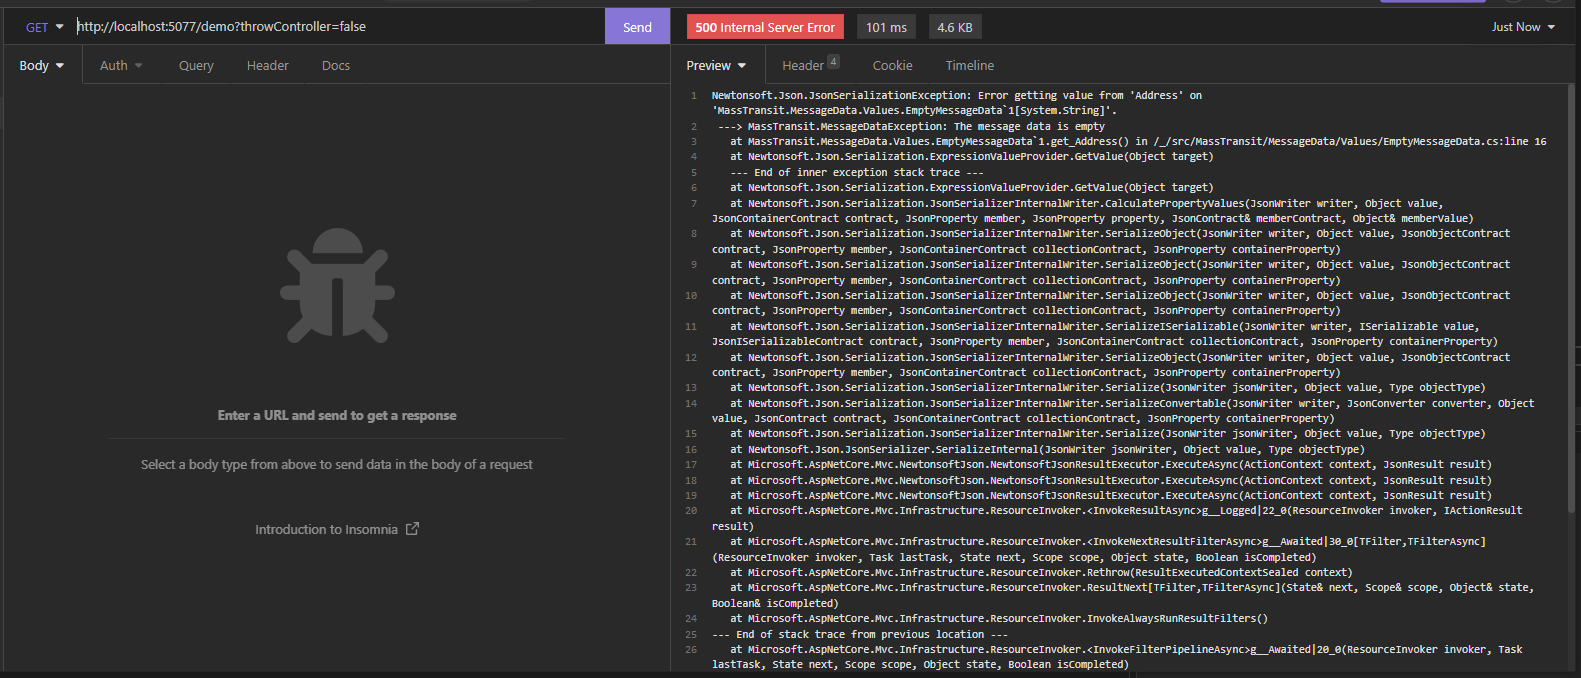 GET
http://localhost:5077/demo?throwController=false
Send
500 Internal Server Error
101 ms
4.6 KB
Just Now
Body
Auth
Query
Header
Docs
Preview
Header 4
Cookie
Timeline
Enter a URL and send to get a response
Select a body type from above to send data in the body of a request
Introduction to Insomnia
1 Newtonsoft.Json.JsonSerializationException: Error getting value from 'Address' on
'MassTransit.MessageData.Values.EmptyMessageData`1[System.String]'.
2 ---> MassTransit.MessageDataException: The message data is empty
3 at MassTransit.MessageData.Values.EmptyMessageData`1.get_Address() in /_/src/MassTransit/MessageData/Values/EmptyMessageData.cs:line 16
4 at Newtonsoft.Json.Serialization.ExpressionValueProvider.GetValue(Object target)
5 --- End of inner exception stack trace ---
6 at Newtonsoft.Json.Serialization.ExpressionValueProvider.GetValue(Object target)
7 at Newtonsoft.Json.Serialization.JsonSerializerInternalWriter.CalculatePropertyValues(JsonWriter writer, Object value,
JsonContainerContract contract, JsonProperty member, JsonProperty property, JsonContract& memberContract, Object& memberValue)
8 at Newtonsoft.Json.Serialization.JsonSerializerInternalWriter.SerializeObject(JsonWriter writer, Object value, JsonObjectContract
contract, JsonProperty member, JsonContainerContract collectionContract, JsonProperty containerProperty)
9 at Newtonsoft.Json.Serialization.JsonSerializerInternalWriter.SerializeObject(JsonWriter writer, Object value, JsonObjectContract
contract, JsonProperty member, JsonContainerContract collectionContract, JsonProperty containerProperty)
10 at Newtonsoft.Json.Serialization.JsonSerializerInternalWriter.SerializeObject(JsonWriter writer, Object value, JsonObjectContract
contract, JsonProperty member, JsonContainerContract collectionContract, JsonProperty containerProperty)
11 at Newtonsoft.Json.Serialization.JsonSerializerInternalWriter.SerializeISerializable(JsonWriter writer, ISerializable value,
JsonISerializableContract contract, JsonProperty member, JsonContainerContract collectionContract, JsonProperty containerProperty)
12 at Newtonsoft.Json.Serialization.JsonSerializerInternalWriter.SerializeObject(JsonWriter writer, Object value, JsonObjectContract
contract, JsonProperty member, JsonContainerContract collectionContract, JsonProperty containerProperty)
13 at Newtonsoft.Json.Serialization.JsonSerializerInternalWriter.Serialize(JsonWriter jsonWriter, Object value, Type objectType)
14 at Newtonsoft.Json.Serialization.JsonSerializerInternalWriter.SerializeConvertable(JsonWriter writer, JsonConverter converter, Object
value, JsonContract contract, JsonContainerContract collectionContract, JsonProperty containerProperty)
15 at Newtonsoft.Json.Serialization.JsonSerializerInternalWriter.Serialize(JsonWriter jsonWriter, Object value, Type objectType)
16 at Newtonsoft.Json.JsonSerializer.SerializeInternal(JsonWriter jsonWriter, Object value, Type objectType)
17 at Microsoft.AspNetCore.Mvc.NewtonsoftJson.NewtonsoftJsonResultExecutor.ExecuteAsync(ActionContext context, JsonResult result)
18 at Microsoft.AspNetCore.Mvc.NewtonsoftJson.NewtonsoftJsonResultExecutor.ExecuteAsync(ActionContext context, JsonResult result)
19 at Microsoft.AspNetCore.Mvc.NewtonsoftJson.NewtonsoftJsonResultExecutor.ExecuteAsync(ActionContext context, JsonResult result)
20 at Microsoft.AspNetCore.Mvc.Infrastructure.ResourceInvoker.<InvokeResultAsync>g__Logged|22_0(ResourceInvoker invoker, IActionResult
result)
21 at Microsoft.AspNetCore.Mvc.Infrastructure.ResourceInvoker.<InvokeNextResultFilterAsync>g__Awaited|30_0[TFilter,TFilterAsync]
(ResourceInvoker invoker, Task lastTask, State next, Scope scope, Object state, Boolean isCompleted)
22 at Microsoft.AspNetCore.Mvc.Infrastructure.ResourceInvoker.Rethrow(ResultExecutedContextSealed context)
23 at Microsoft.AspNetCore.Mvc.Infrastructure.ResourceInvoker.ResultNext[TFilter,TFilterAsync](State& next, Scope& scope, Object& state,
Boolean& isCompleted)
24 at Microsoft.AspNetCore.Mvc.Infrastructure.ResourceInvoker.InvokeAlwaysRunResultFilters()
25 --- End of stack trace from previous location ---
26 at Microsoft.AspNetCore.Mvc.Infrastructure.ResourceInvoker.<InvokeFilterPipelineAsync>g__Awaited|20_0(ResourceInvoker invoker, Task
lastTask, State next, Scope scope, Object state, Boolean isCompleted)